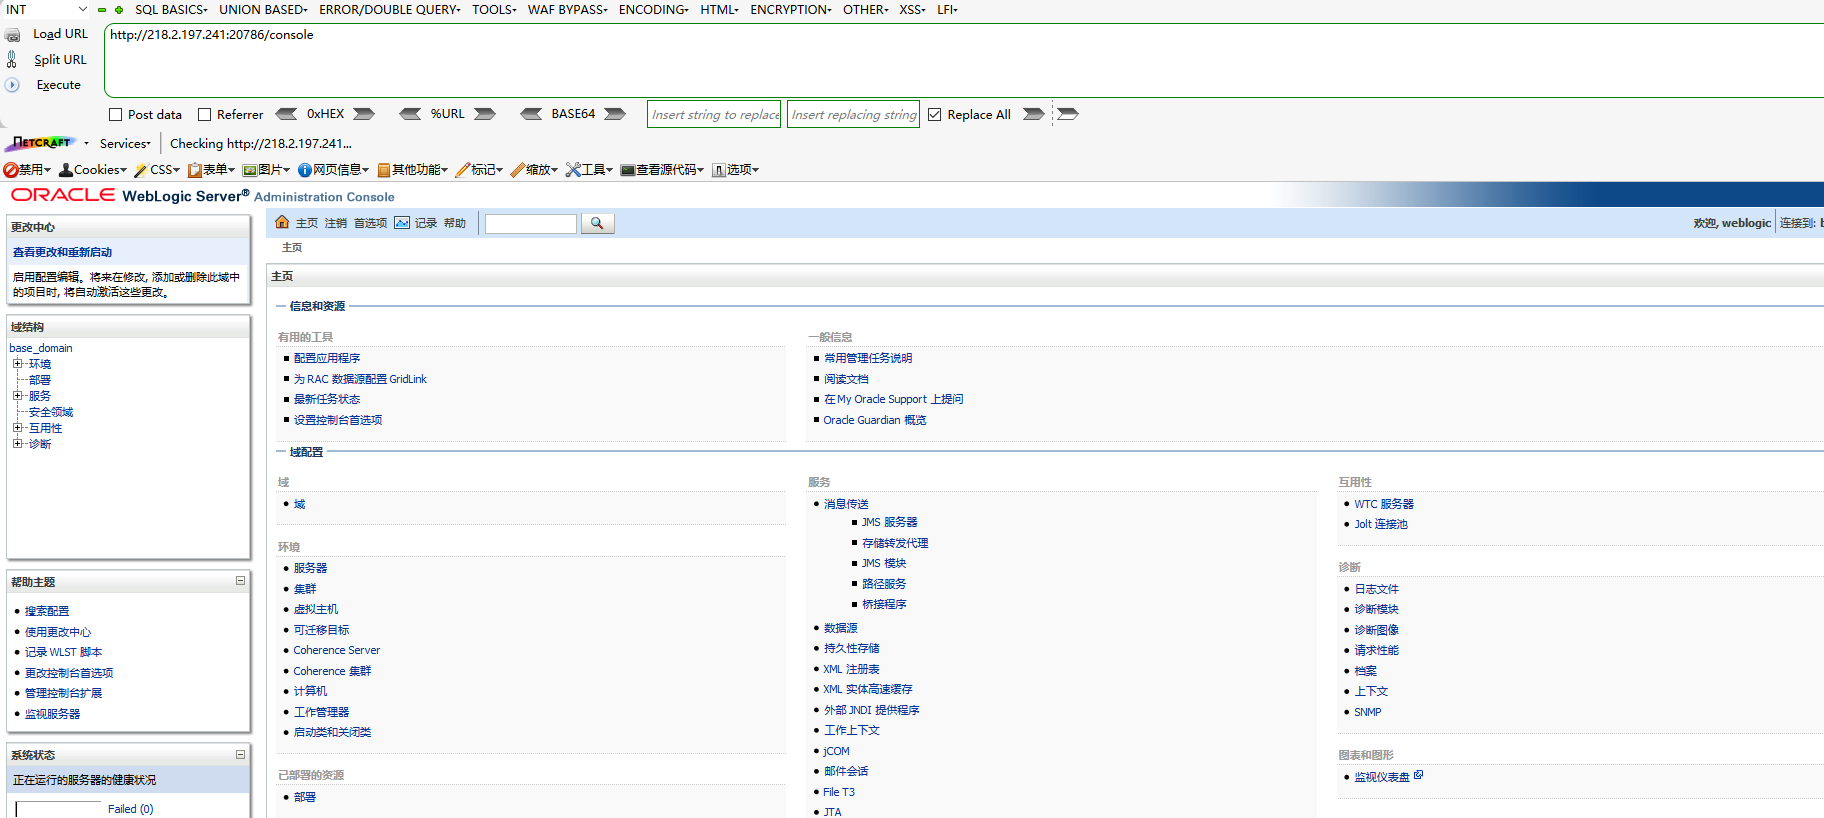 INT SQL BASICS UNION BASED ERROR/DOUBLE QUERY TOOLS WAF BYPASS ENCODING HTML ENCRYPTION OTHER XSS LFI
Load URL http://218.2.197.241:20786/console
Split URL
Execute
Post data Referrer 0xHEX %URL BASE64 Insert string to replace Insert replacing string Replace All
NETCRAFT Services Checking http://218.2.197.241...
禁用 Cookies CSS 表单 图片 网页信息 其他功能 标记 缩放 工具 查看源代码 选项
ORACLE WebLogic Server® Administration Console
更改中心
查看更改和重新启动
启用配置编辑。将来在修改, 添加或删除此域中
的项目时, 将自动激活这些更改。
域结构
base_domain
环境
部署
服务
安全领域
互用性
诊断
帮助主题
搜索配置
使用更改中心
记录 WLST 脚本
更改控制台首选项
管理控制台扩展
监视服务器
系统状态
正在运行的服务器的健康状况
Failed (0)
主页 注销 首选项 记录 帮助
欢迎, weblogic 连接到: b
主页
主页
信息和资源
有用的工具
配置应用程序
为 RAC 数据源配置 GridLink
最新任务状态
设置控制台首选项
一般信息
常用管理任务说明
阅读文档
在 My Oracle Support 上提问
Oracle Guardian 概览
域配置
域
域
环境
服务器
集群
虚拟主机
可迁移目标
Coherence Server
Coherence 集群
计算机
工作管理器
启动类和关闭类
已部署的资源
部署
服务
消息传送
JMS 服务器
存储转发代理
JMS 模块
路径服务
桥接程序
数据源
持久性存储
XML 注册表
XML 实体高速缓存
外部 JNDI 提供程序
工作上下文
jCOM
邮件会话
File T3
JTA
互用性
WTC 服务器
Jolt 连接池
诊断
日志文件
诊断模块
诊断图像
请求性能
档案
上下文
SNMP
图表和图形
监视仪表盘